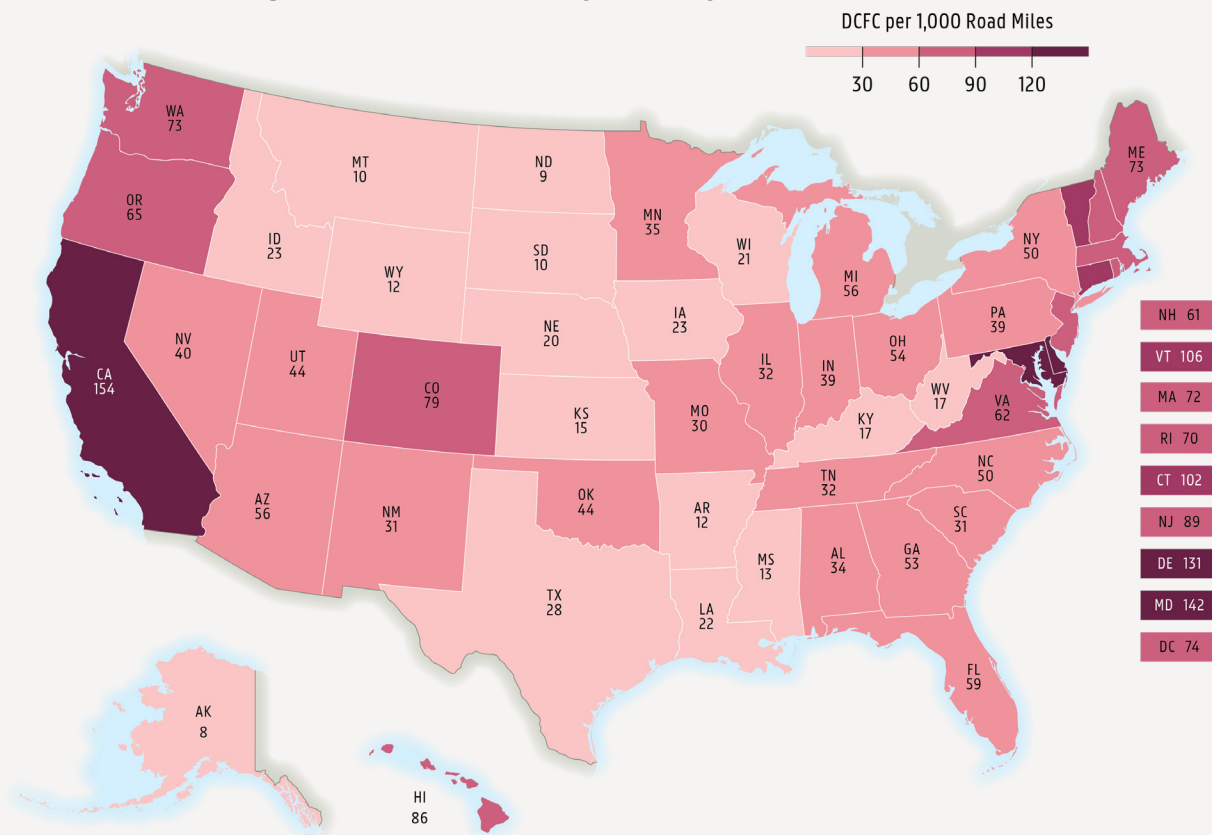 DCFC per 1,000 Road Miles
30 60 90 120
WA
73
OR
65
CA
154
MT
10
ID
23
WY
12
NV
40
UT
44
CO
79
AZ
56
NM
31
ND
9
SD
10
NE
20
KS
15
OK
44
TX
28
MN
35
IA
23
MO
30
AR
12
LA
22
WI
21
IL
32
MI
56
IN
39
OH
54
KY
17
TN
32
MS
13
AL
34
GA
53
FL
59
SC
31
NC
50
WV
17
VA
62
PA
39
NY
50
ME
73
NH 61
VT 106
MA 72
RI 70
CT 102
NJ 89
DE 131
MD 142
DC 74
AK
8
HI
86